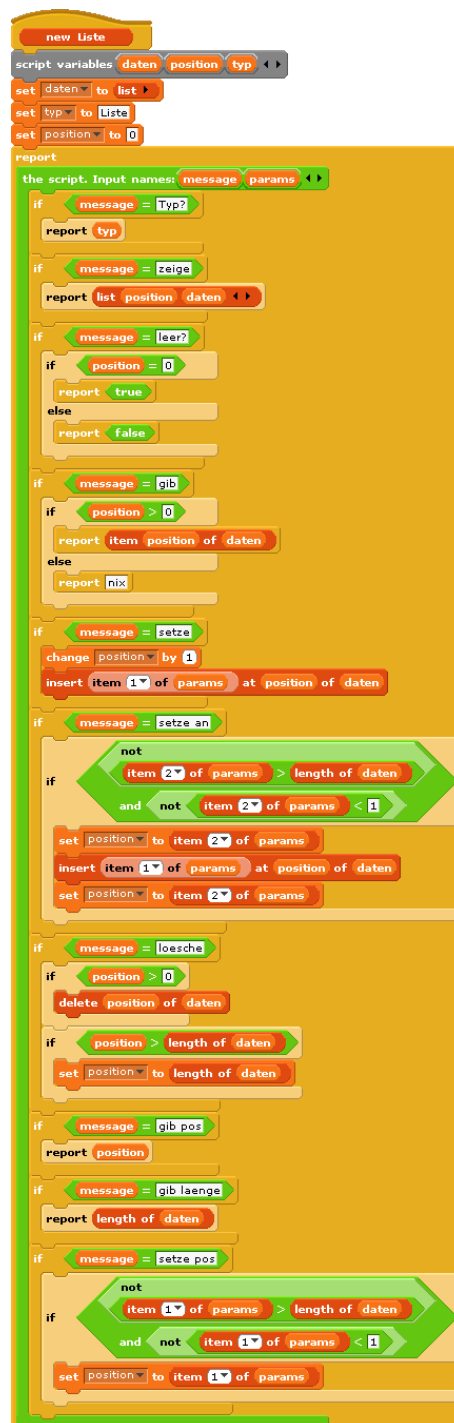 new Liste
script variables daten position typ
set daten to list
set typ to Liste
set position to 0
report
the script. Input names: message params
if message = Typ?
report typ
if message = zeige
report list position daten
if message = leer?
if position = 0
report true
else
report false
if message = gib
if position > 0
report item position of daten
else
report nix
if message = setze
change position by 1
insert item 1 of params at position of daten
if message = setze an
not
item 2 of params > length of daten
if
and not item 2 of params < 1
set position to item 2 of params
insert item 1 of params at position of daten
set position to item 2 of params
if message = loesche
if position > 0
delete position of daten
if position > length of daten
set position to length of daten
if message = gib pos
report position
if message = gib laenge
report length of daten
if message = setze pos
not
item 1 of params > length of daten
if
and not item 1 of params < 1
set position to item 1 of params